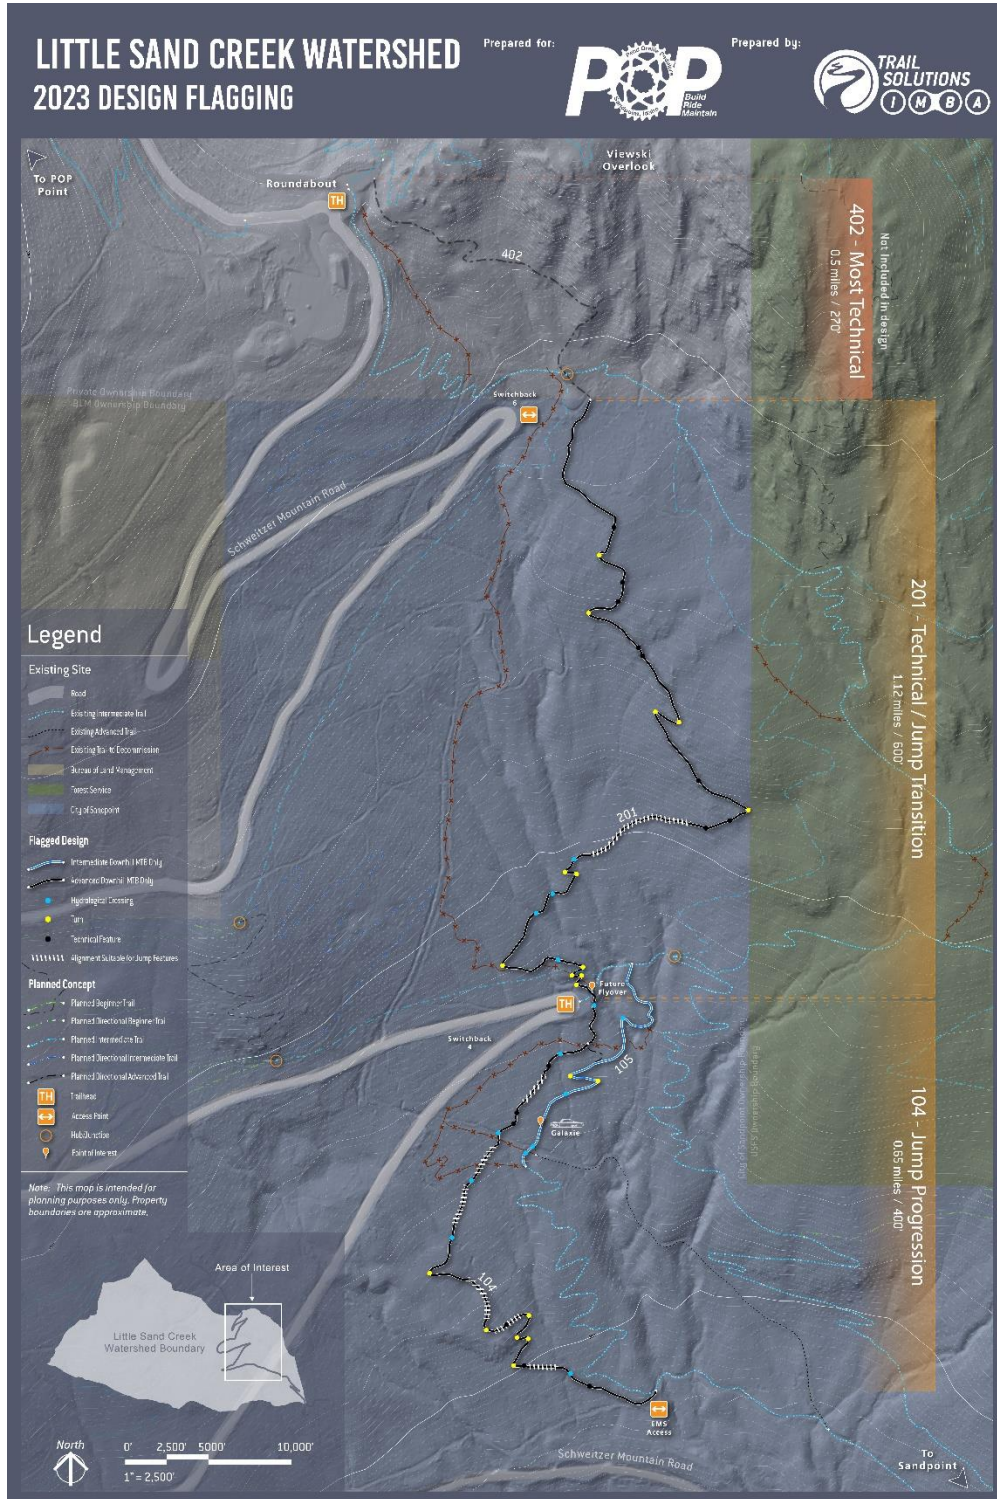 LITTLE SAND CREEK WATERSHED
2023 DESIGN FLAGGING
Prepared for:
POP
Build
Ride
Maintain
Prepared by:
TRAIL
SOLUTIONS
IMBA
To POP
Point
Roundabout
TH
Viewski
Overlook
402
402 - Most Technical
0.5 miles / 270'
Not included in design
Private Ownership Boundary
BLM Ownership Boundary
Switchback
6
Schweitzer Mountain Road
201 - Technical / Jump Transition
1.12 miles / 600'
201
Legend
Existing Site
Road
Existing Intermediate Trail
Existing Advanced Trail
Existing Trail to Decommission
Bureau of Land Management
Forest Service
City of Sandpoint
Flagged Design
Intermediate Downhill MTB Only
Advanced Downhill MTB Only
Hydrological Crossing
Turn
Technical Feature
Alignment Suitable for Jump Features
Planned Concept
Planned Beginner Trail
Planned Directional Beginner Trail
Planned Intermediate Trail
Planned Directional Intermediate Trail
Planned Directional Advanced Trail
TH
Trailhead
Access Point
Hub/Junction
Point of Interest
Note: This map is intended for
planning purposes only. Property
boundaries are approximate.
Future
Flyover
TH
Switchback
4
105
Galaxie
104 - Jump Progression
0.65 miles / 400'
104
Area of Interest
Little Sand Creek
Watershed Boundary
EMS
Access
Schweitzer Mountain Road
To
Sandpoint
North
0' 2,500' 5000' 10,000'
1" = 2,500'